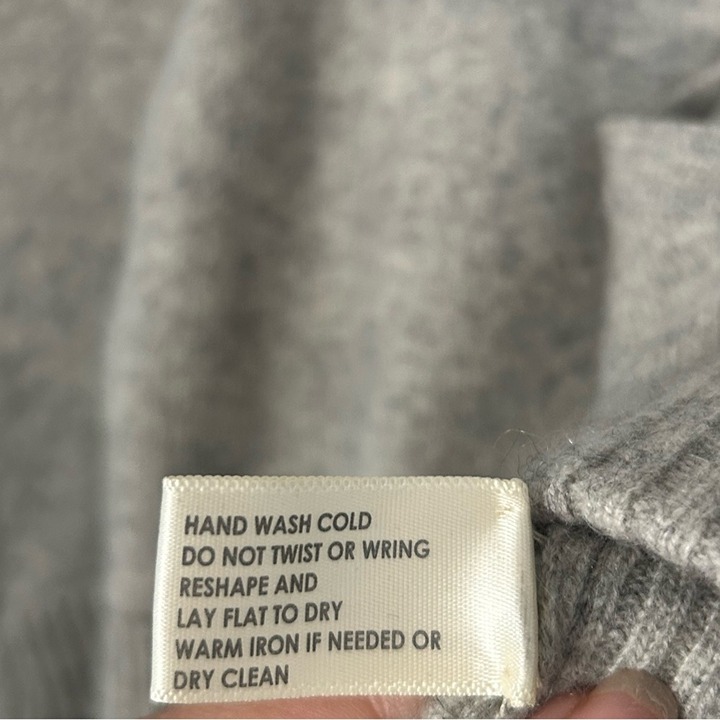 HAND WASH COLD
DO NOT TWIST OR WRING
RESHAPE AND
LAY FLAT TO DRY
WARM IRON IF NEEDED OR
DRY CLEAN